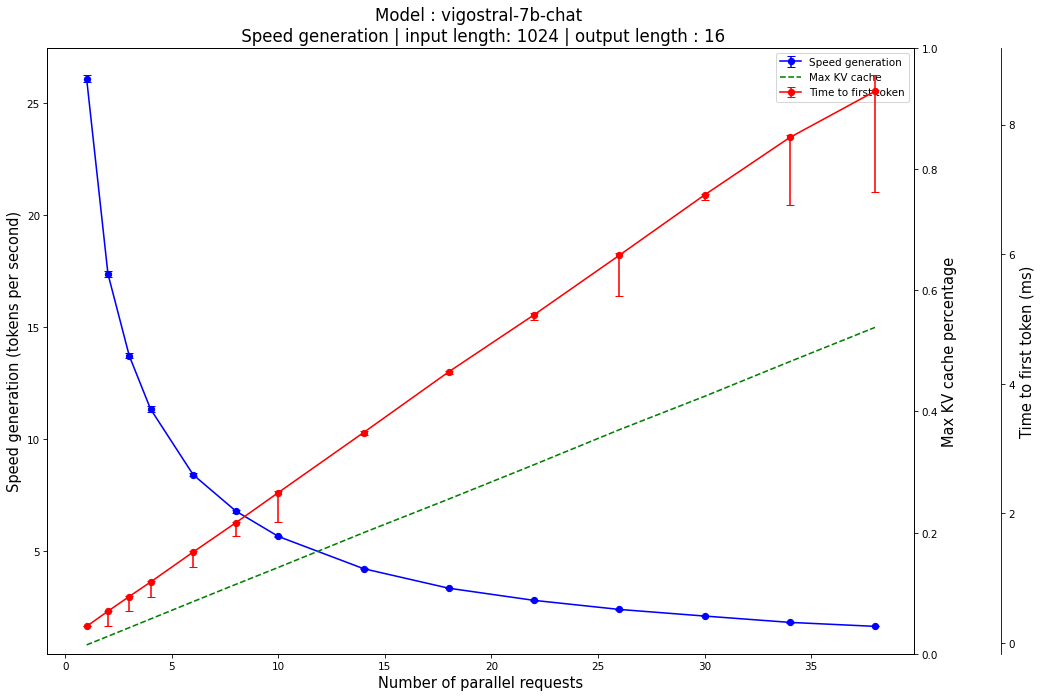 Model : vigostral-7b-chat
Speed generation | input length: 1024 | output length : 16
Speed generation
Max KV cache
Time to first token
Speed generation (tokens per second)
25
20
15
10
5
1.0
0.8
0.6
0.4
0.2
0.0
Max KV cache percentage
8
6
4
2
0
Time to first token (ms)
0 5 10 15 20 25 30 35
Number of parallel requests